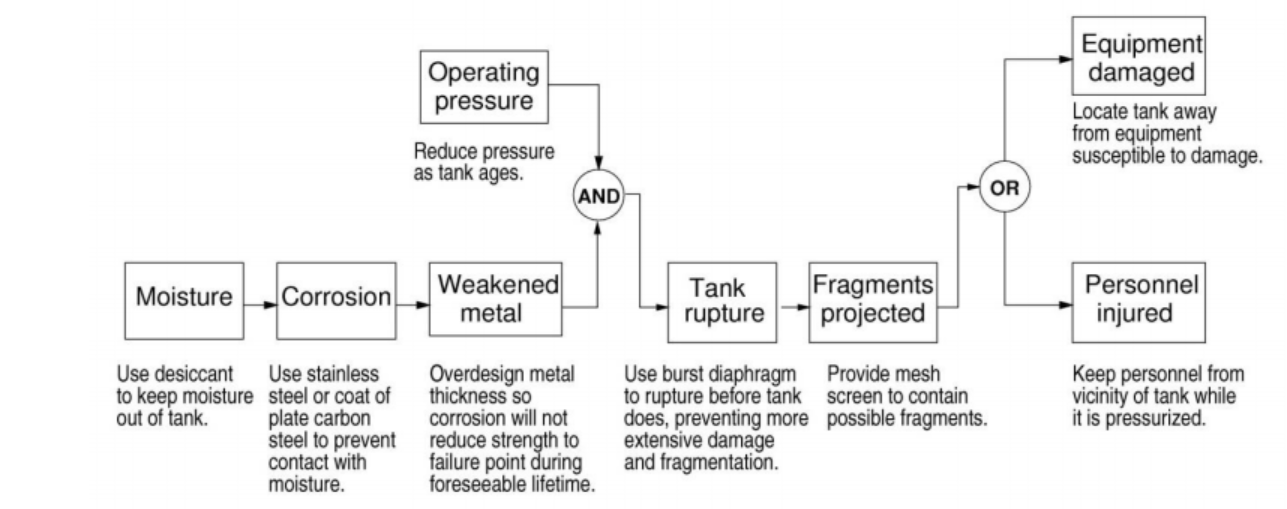 Equipment
damaged
Locate tank away
from equipment
susceptible to damage.
Operating
pressure
Reduce pressure
as tank ages.
AND
OR
Moisture
Use desiccant
to keep moisture
out of tank.
Corrosion
Use stainless
steel or coat of
plate carbon
steel to prevent
contact with
moisture.
Weakened
metal
Overdesign metal
thickness so
corrosion will not
reduce strength to
failure point during
foreseeable lifetime.
Tank
rupture
Use burst diaphragm
to rupture before tank
does, preventing more
extensive damage
and fragmentation.
Fragments
projected
Provide mesh
screen to contain
possible fragments.
Personnel
injured
Keep personnel from
vicinity of tank while
it is pressurized.